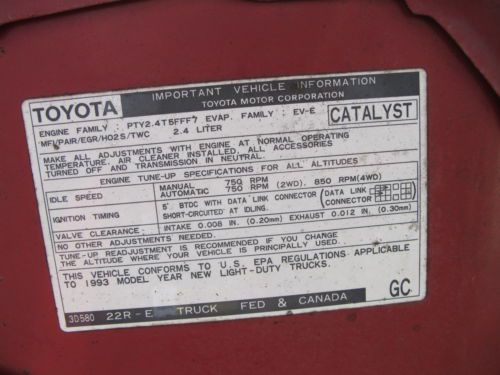 IMPORTANT VEHICLE INFORMATION
TOYOTA MOTOR CORPORATION
TOYOTA
ENGINE FAMILY : PTY2.4T5FFF7 EVAP. FAMILY : EV-E
MFI/PAIR/EGR/HO2S/TWC 2.4 LITER
CATALYST
MAKE ALL ADJUSTMENTS WITH ENGINE AT NORMAL OPERATING
TEMPERATURE, AIR CLEANER INSTALLED, ALL ACCESSORIES
TURNED OFF AND TRANSMISSION IN NEUTRAL.
ENGINE TUNE-UP SPECIFICATIONS FOR ALL ALTITUDES
IDLE SPEED
MANUAL 750 RPM
AUTOMATIC 750 RPM (2WD), 850 RPM(4WD)
IGNITION TIMING
5° BTDC WITH DATA LINK CONNECTOR
SHORT-CIRCUITED AT IDLING.
(DATA LINK
CONNECTOR
VALVE CLEARANCE
INTAKE 0.008 IN. (0.20mm) EXHAUST 0.012 IN. (0.30mm)
NO OTHER ADJUSTMENTS NEEDED.
TUNE-UP READJUSTMENT IS RECOMMENDED IF YOU CHANGE
THE ALTITUDE WHERE YOUR VEHICLE IS PRINCIPALLY USED.
THIS VEHICLE CONFORMS TO U.S. EPA REGULATIONS APPLICABLE
TO 1993 MODEL YEAR NEW LIGHT-DUTY TRUCKS.
GC
3D580 22R-E TRUCK FED & CANADA